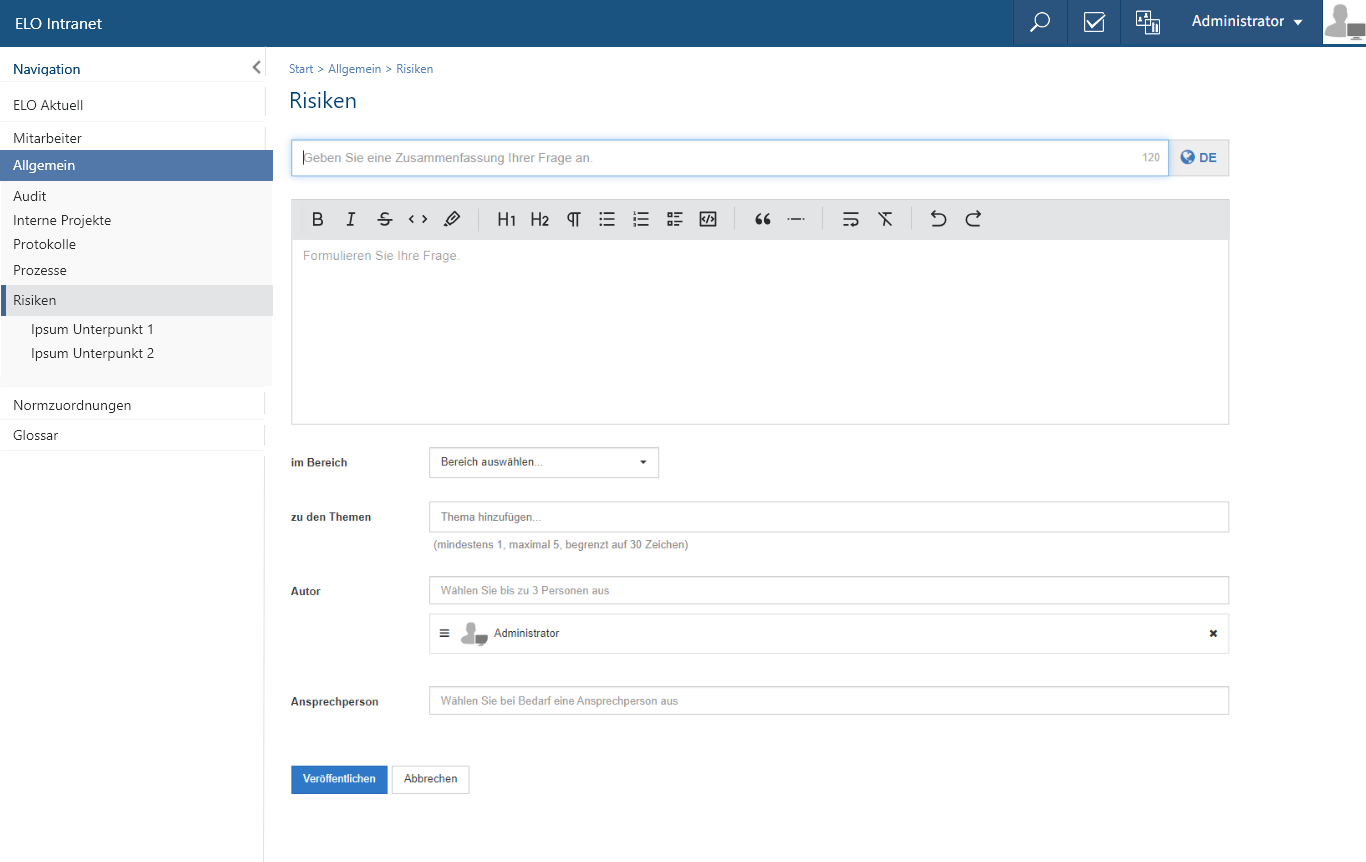 ELO Intranet
Administrator
Navigation
ELO Aktuell
Mitarbeiter
Allgemein
Audit
Interne Projekte
Protokolle
Prozesse
Risiken
Ipsum Unterpunkt 1
Ipsum Unterpunkt 2
Normzuordnungen
Glossar
Start > Allgemein > Risiken
Risiken
Geben Sie eine Zusammenfassung Ihrer Frage an. 120 DE
B I S H1 H2
Formulieren Sie Ihre Frage.
im Bereich Bereich auswählen...
zu den Themen Thema hinzufügen...
(mindestens 1, maximal 5, begrenzt auf 30 Zeichen)
Autor Wählen Sie bis zu 3 Personen aus
Administrator
Ansprechperson Wählen Sie bei Bedarf eine Ansprechperson aus
Veröffentlichen Abbrechen